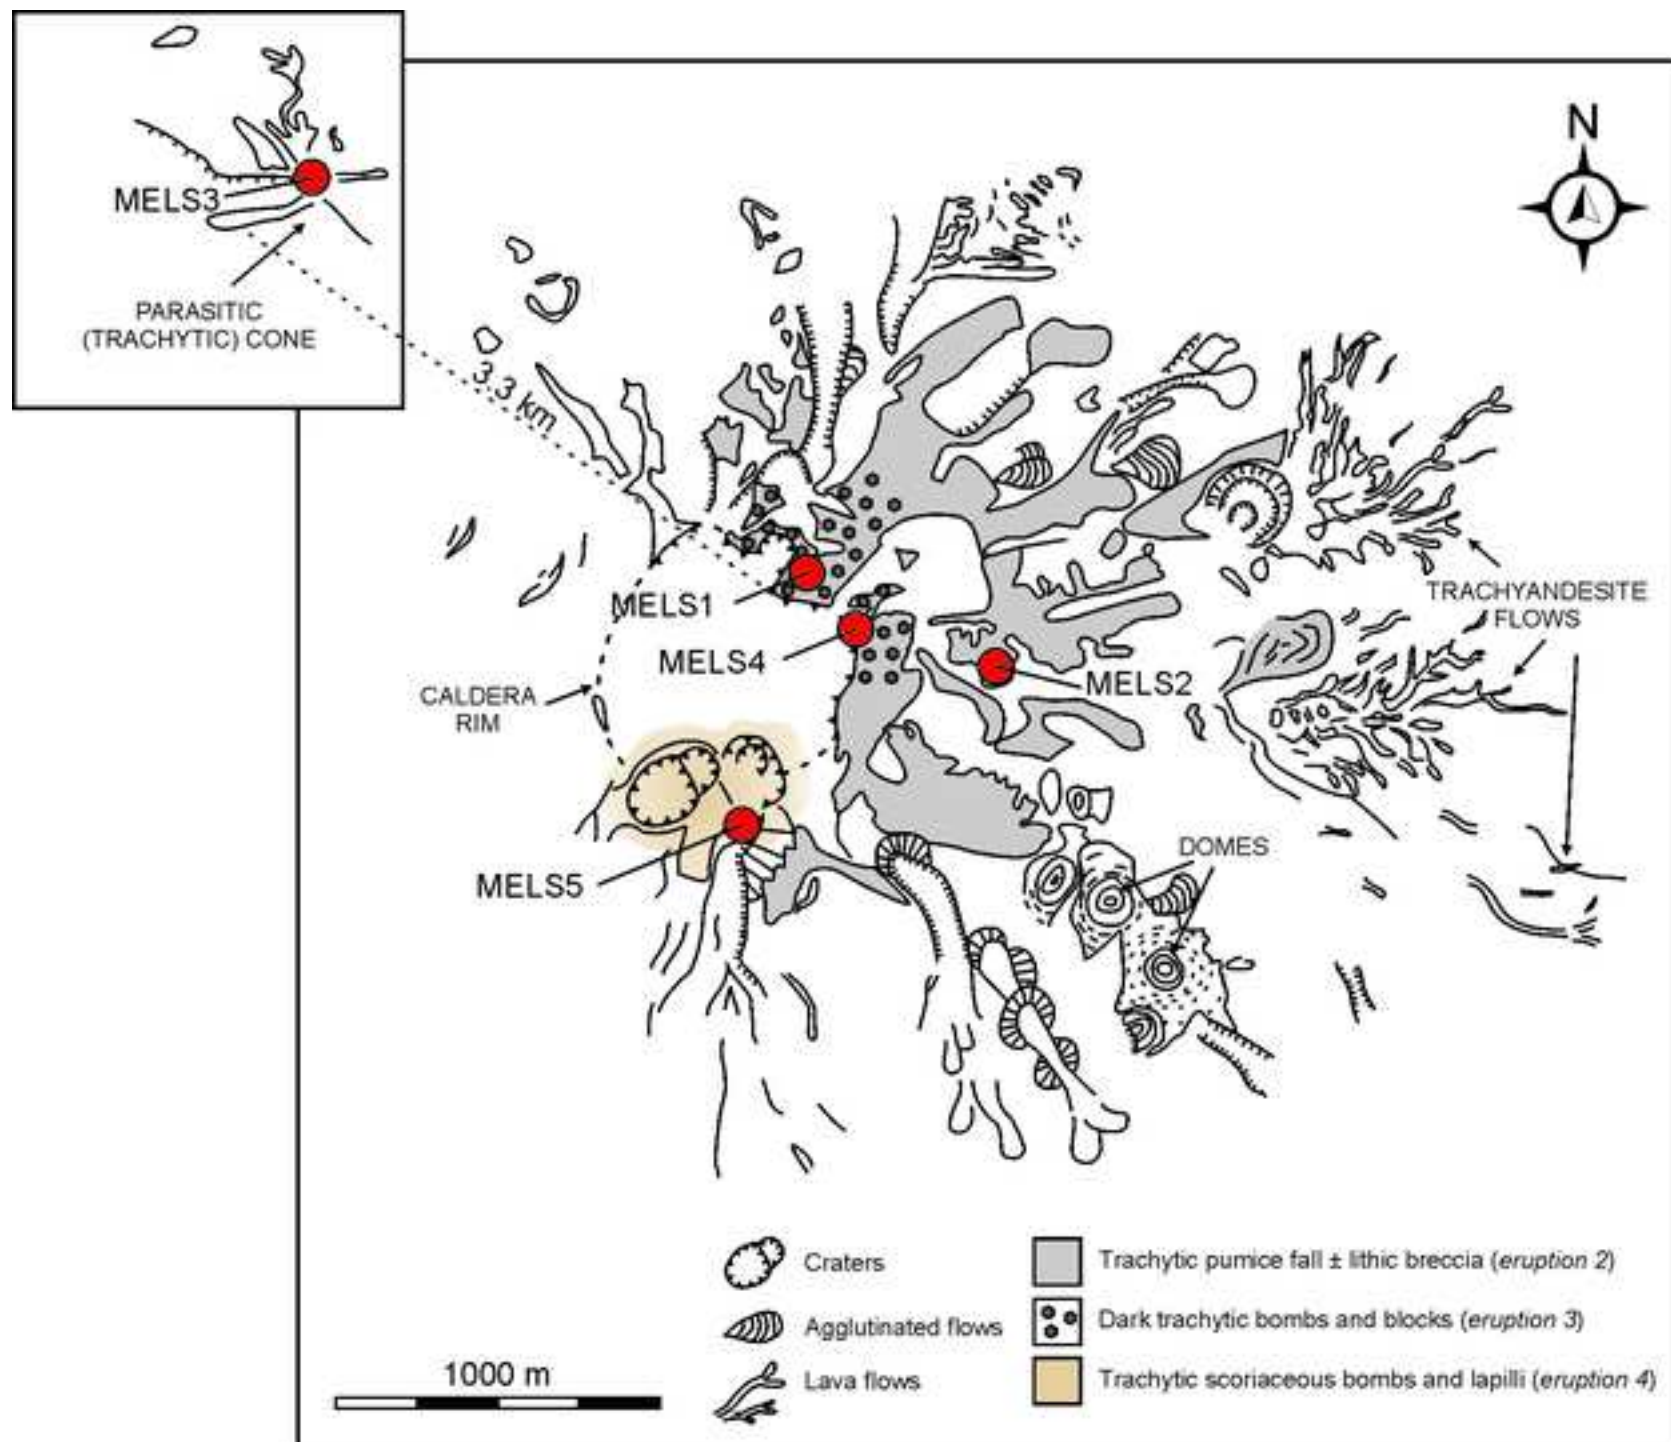 N
MELS3
PARASITIC
(TRACHYTIC) CONE
3.3 km
MELS1
MELS4
MELS2
TRACHYANDESITE
FLOWS
CALDERA
RIM
MELS5
DOMES
Craters
Agglutinated flows
Lava flows
Trachytic pumice fall ± lithic breccia (eruption 2)
Dark trachytic bombs and blocks (eruption 3)
Trachytic scoriaceous bombs and lapilli (eruption 4)
1000 m